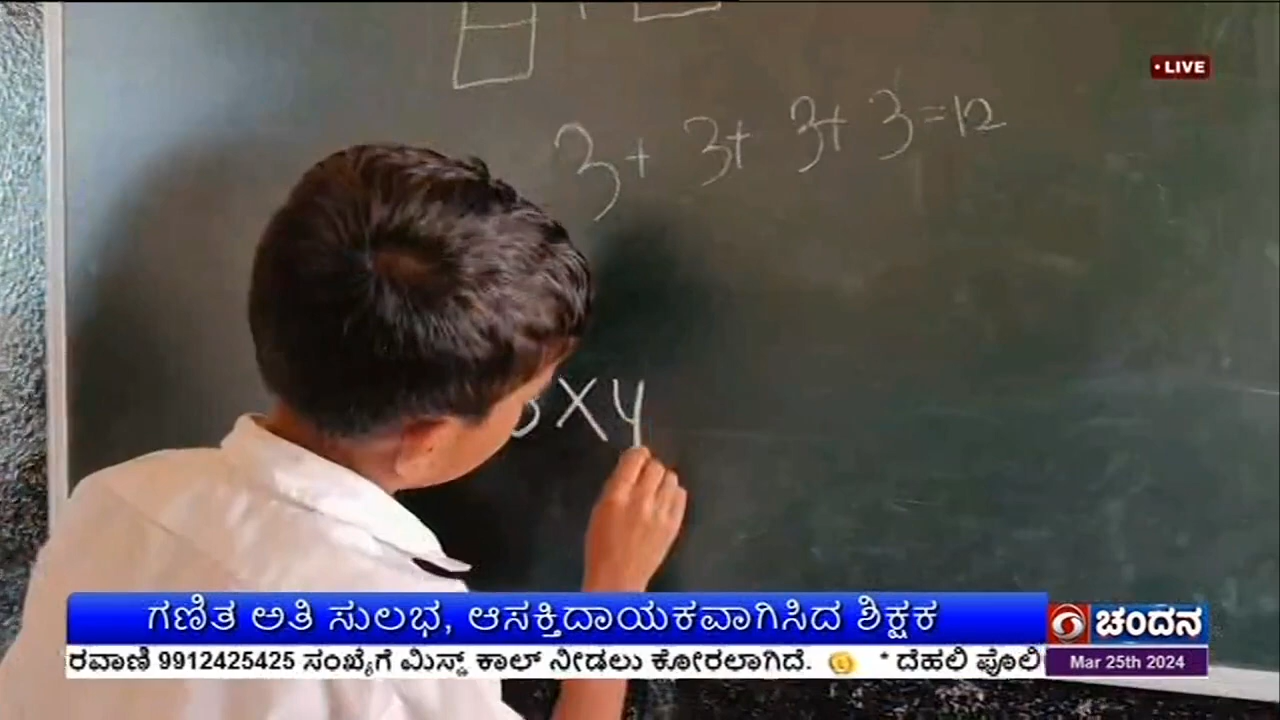 • LIVE
3 + 3 + 3 + 3 = 12
X 4
ಗಣಿತ ಅತಿ ಸುಲಭ, ಆಸಕ್ತಿದಾಯಕವಾಗಿಸಿದ ಶಿಕ್ಷಕ
ಚಂದನ
ರವಾಣಿ 9912425425 ಸಂಖ್ಯೆಗೆ ಮಿಸ್ಡ್ ಕಾಲ್ ನೀಡಲು ಕೋರಲಾಗಿದೆ. * ದೆಹಲಿ ಪೊಲಿ
Mar 25th 2024